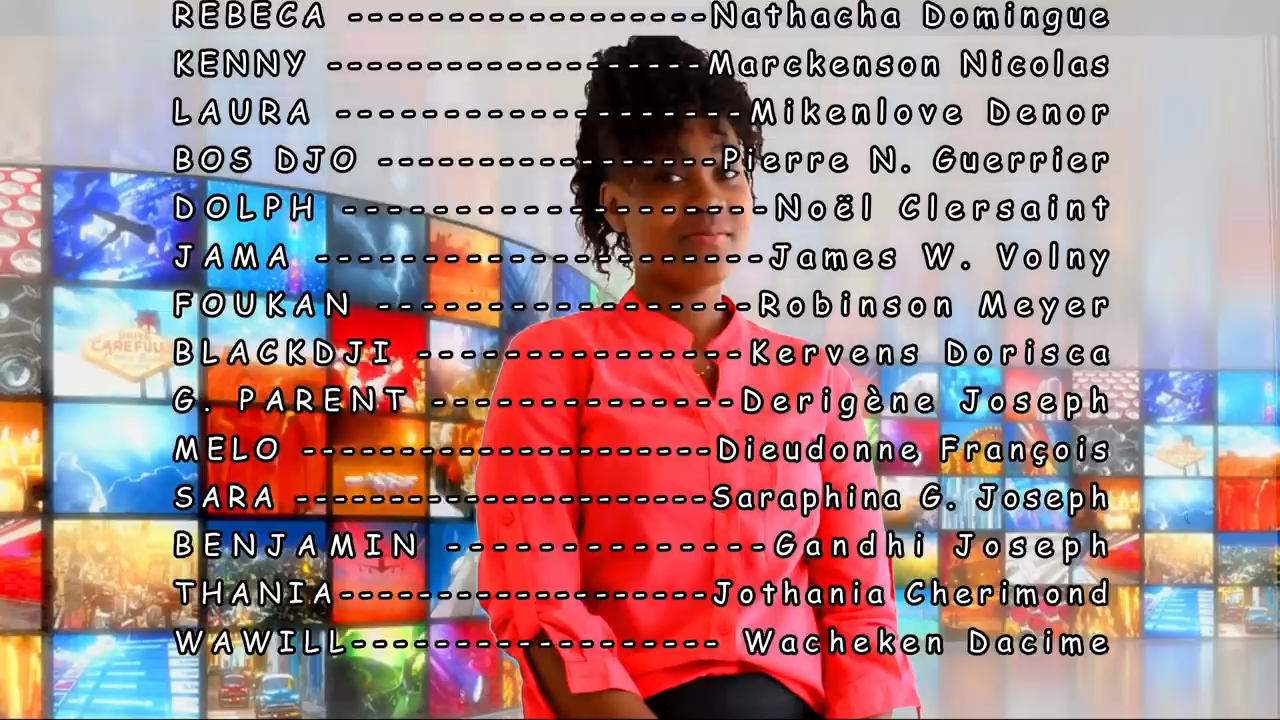 REBECA ------------------Nathacha Domingue
KENNY -------------------Marckenson Nicolas
LAURA --------------------Mikenlove Denor
BOS DJO -----------------Pierre N. Guerrier
DOLPH ---------------------Noël Clersaint
JAMA ----------------------James W. Volny
FOUKAN ------------------Robinson Meyer
BLACKDJI ----------------Kervens Dorisca
G. PARENT --------------Derigène Joseph
MELO --------------------Dieudonne François
SARA --------------------Saraphina G. Joseph
BENJAMIN --------------Gandhi Joseph
THANIA------------------Jothania Cherimond
WAWILL------------------ Wacheken Dacime
DRIVE
CAREFULLY